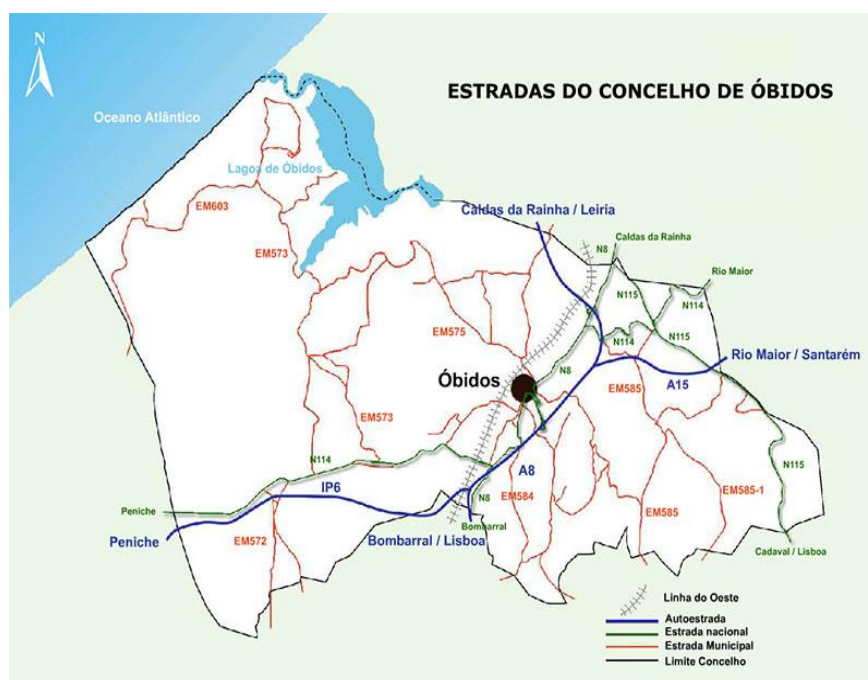 N
ESTRADAS DO CONCELHO DE ÓBIDOS
Oceano Atlântico
Lagoa de Óbidos
EM603
Caldas da Rainha / Leiria
EM573
N8
Caldas da Rainha
Rio Maior
N115
N114
EM575
N114
N115
Rio Maior / Santarém
Óbidos
N8
EM585
A15
EM573
N114
A8
N115
IP6
N8
EM584
EM585-1
Peniche
EM585
Bombarral
Peniche
EM572
Bombarral / Lisboa
Cadaval / Lisboa
Linha do Oeste
Autoestrada
Estrada nacional
Estrada Municipal
Limite Concelho